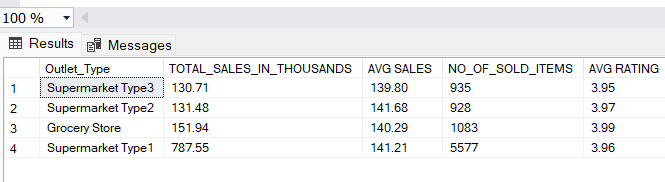 100 %
Results Messages
Outlet_Type TOTAL_SALES_IN_THOUSANDS AVG SALES NO_OF_SOLD_ITEMS AVG RATING
1 Supermarket Type3 130.71 139.80 935 3.95
2 Supermarket Type2 131.48 141.68 928 3.97
3 Grocery Store 151.94 140.29 1083 3.99
4 Supermarket Type1 787.55 141.21 5577 3.96